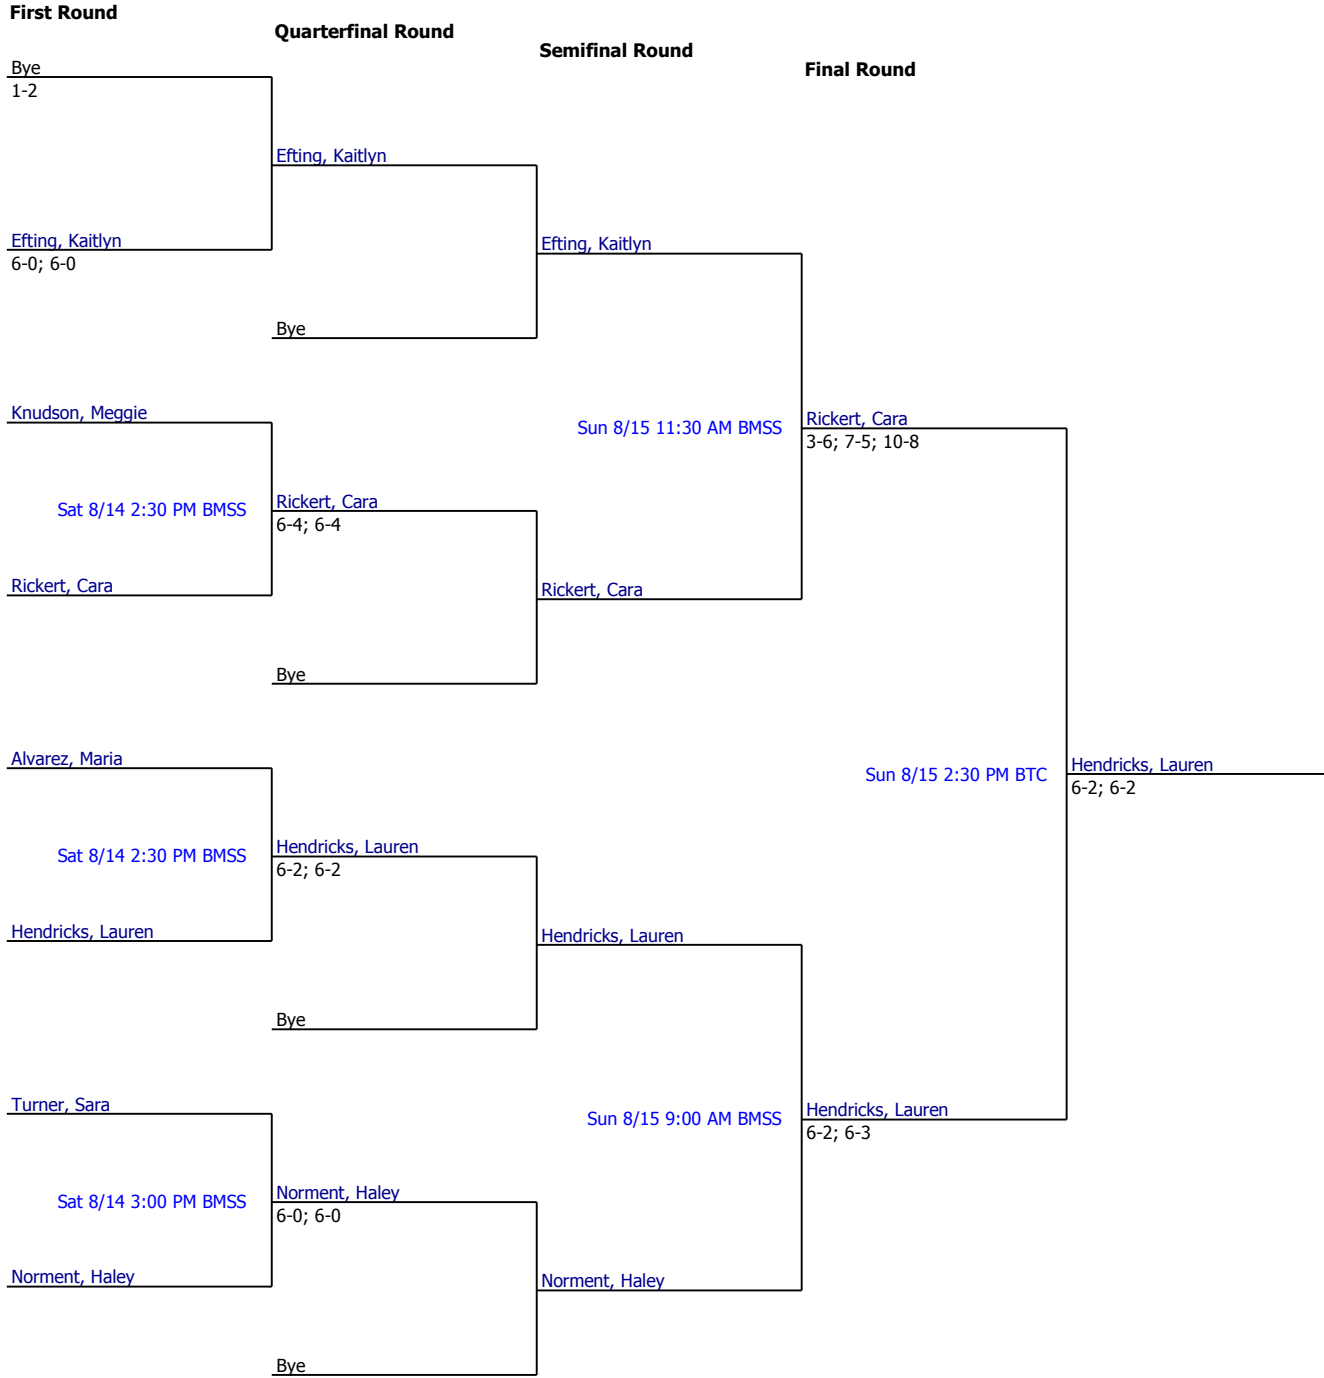 First Round
Quarterfinal Round
Semifinal Round
Final Round
Bye
1-2
Efting, Kaitlyn
Efting, Kaitlyn
6-0; 6-0
Efting, Kaitlyn
Bye
Knudson, Meggie
Sun 8/15 11:30 AM BMSS
Rickert, Cara
3-6; 7-5; 10-8
Sat 8/14 2:30 PM BMSS
Rickert, Cara
6-4; 6-4
Rickert, Cara
Rickert, Cara
Bye
Alvarez, Maria
Sun 8/15 2:30 PM BTC
Hendricks, Lauren
6-2; 6-2
Sat 8/14 2:30 PM BMSS
Hendricks, Lauren
6-2; 6-2
Hendricks, Lauren
Hendricks, Lauren
Bye
Turner, Sara
Sun 8/15 9:00 AM BMSS
Hendricks, Lauren
6-2; 6-3
Sat 8/14 3:00 PM BMSS
Norment, Haley
6-0; 6-0
Norment, Haley
Norment, Haley
Bye